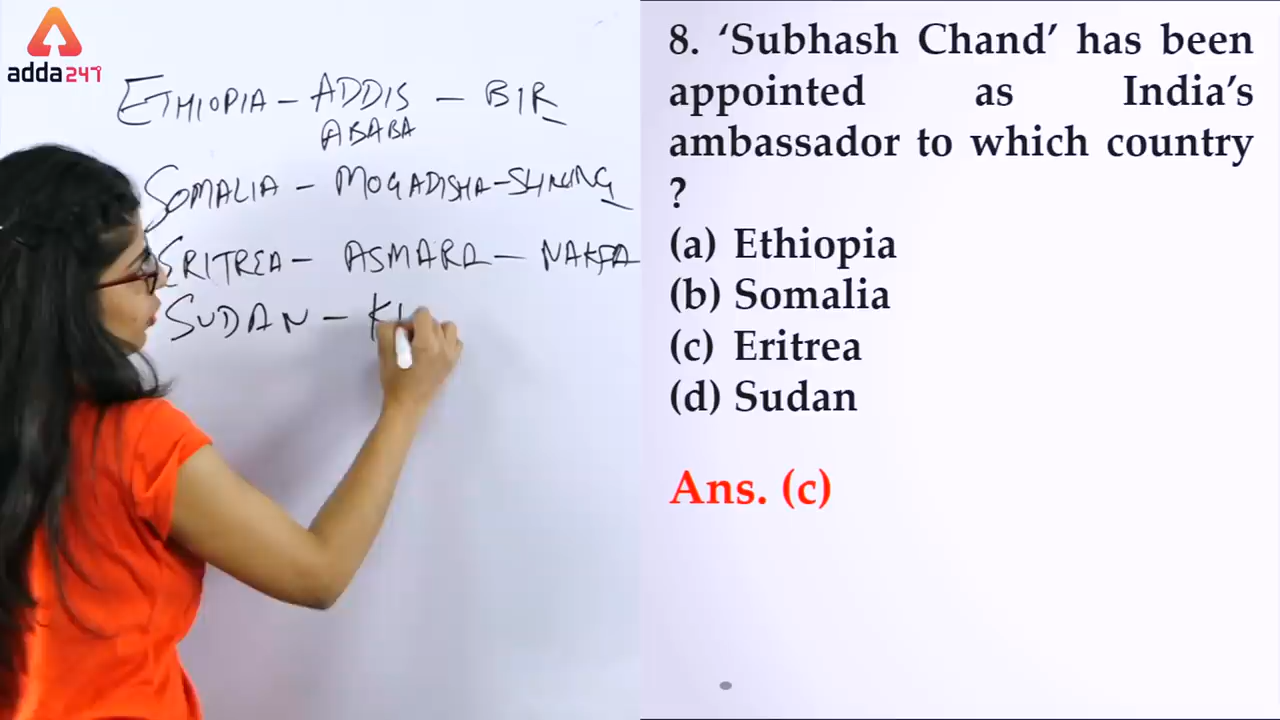 adda247
ETHIOPIA - ADDIS - BIR
ABABA
SOMALIA - MOGADISHA-
ERITREA - ASMARA - NAKFA
SUDAN - K
8. ‘Subhash Chand’ has been
appointed as India’s
ambassador to which country
?
(a) Ethiopia
(b) Somalia
(c) Eritrea
(d) Sudan
Ans. (c)